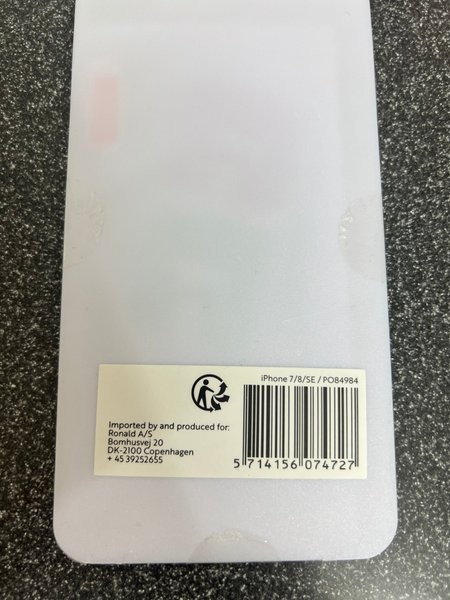 iPhone 7/8/SE / PO84984
Imported by and produced for:
Ronald A/S
Bomhusvej 20
DK-2100 Copenhagen
+ 45 39252655
5 714156 074727